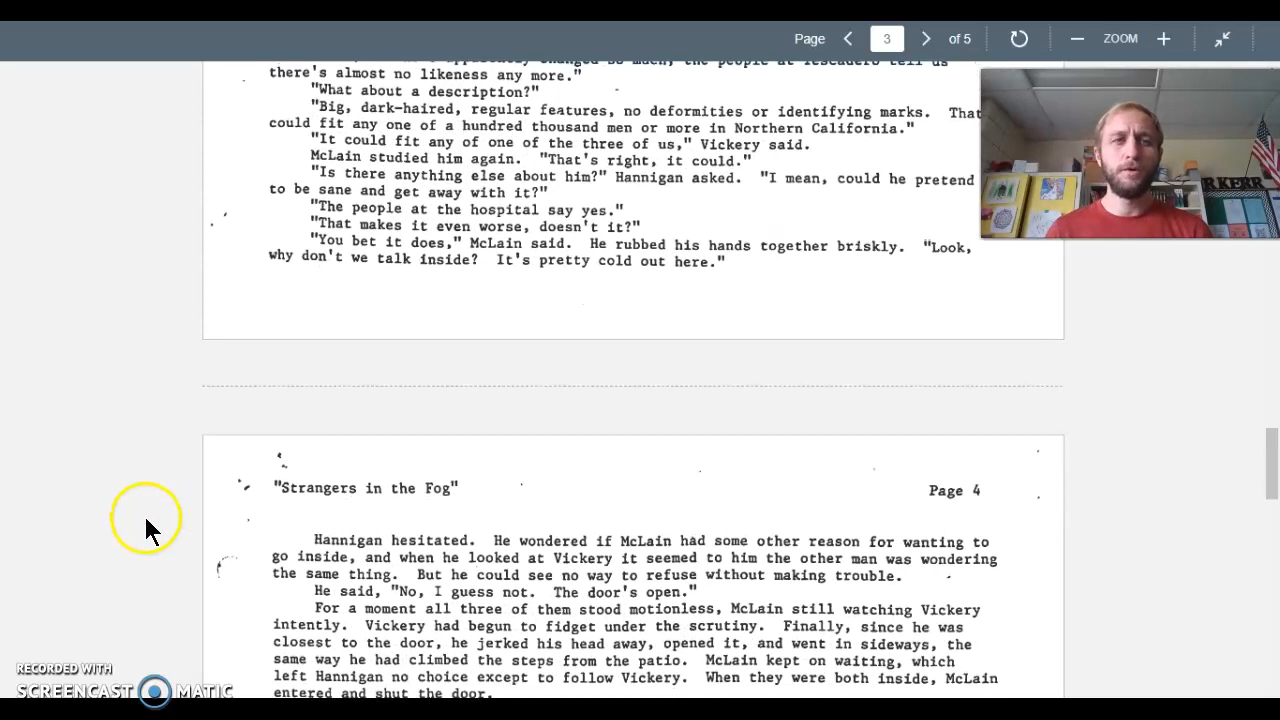 Page 3 of 5 ZOOM
there's almost no likeness any more."
"What about a description?"
"Big, dark-haired, regular features, no deformities or identifying marks. That
could fit any one of a hundred thousand men or more in Northern California."
"It could fit any of one of the three of us," Vickery said.
McLain studied him again. "That's right, it could."
"Is there anything else about him?" Hannigan asked. "I mean, could he pretend
to be sane and get away with it?"
"The people at the hospital say yes."
"That makes it even worse, doesn't it?"
"You bet it does," McLain said. He rubbed his hands together briskly. "Look,
why don't we talk inside? It's pretty cold out here."
RKERR
"Strangers in the Fog" Page 4
Hannigan hesitated. He wondered if McLain had some other reason for wanting to
go inside, and when he looked at Vickery it seemed to him the other man was wondering
the same thing. But he could see no way to refuse without making trouble.
He said, "No, I guess not. The door's open."
For a moment all three of them stood motionless, McLain still watching Vickery
intently. Vickery had begun to fidget under the scrutiny. Finally, since he was
closest to the door, he jerked his head away, opened it, and went in sideways, the
same way he had climbed the steps from the patio. McLain kept on waiting, which
left Hannigan no choice except to follow Vickery. When they were both inside, McLain
entered and shut the door.
RECORDED WITH
SCREENCAST MATIC